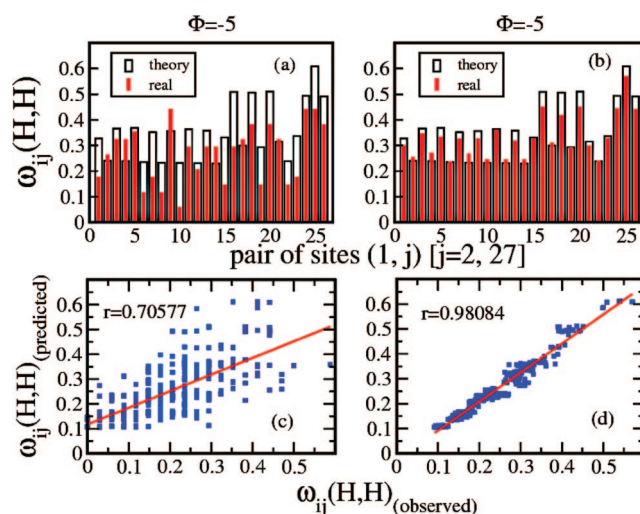 Φ=-5
Φ=-5
ω_ij(H,H)
0.6
0.5
0.4
0.3
0.2
0.1
0
theory
real
(a)
0 5 10 15 20 25
0.6
0.5
0.4
0.3
0.2
0.1
0
theory
real
(b)
0 5 10 15 20 25
pair of sites (1, j) [j=2, 27]
ω_ij(H,H)(predicted)
0.6
0.5
0.4
0.3
0.2
0.1
0
r=0.70577
(c)
0 0.1 0.2 0.3 0.4 0.5
0.6
0.5
0.4
0.3
0.2
0.1
0
r=0.98084
(d)
0 0.1 0.2 0.3 0.4 0.5 0.6
ω_ij(H,H)(observed)